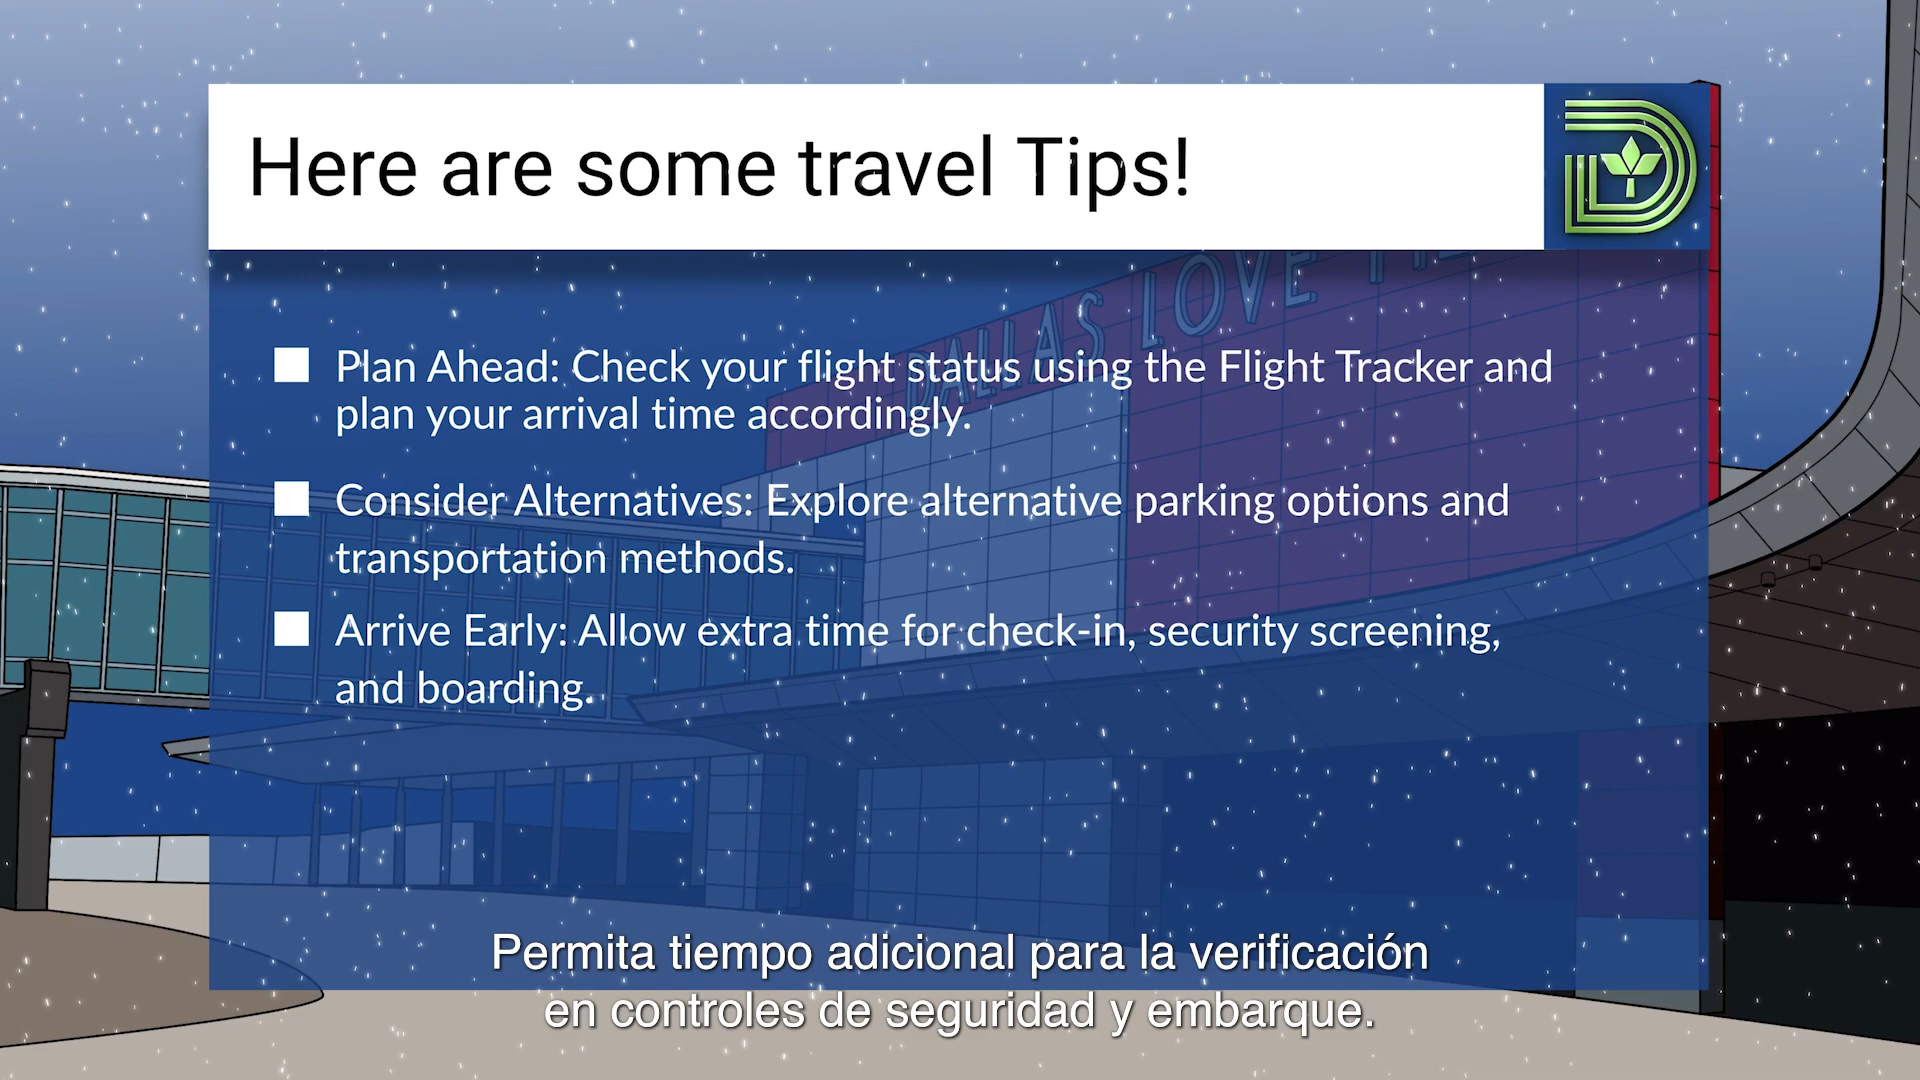 Here are some travel Tips!
DALLAS LOVE
Plan Ahead: Check your flight status using the Flight Tracker and
plan your arrival time accordingly.
Consider Alternatives: Explore alternative parking options and
transportation methods.
Arrive Early: Allow extra time for check-in, security screening,
and boarding.
Permita tiempo adicional para la verificación
en controles de seguridad y embarque.